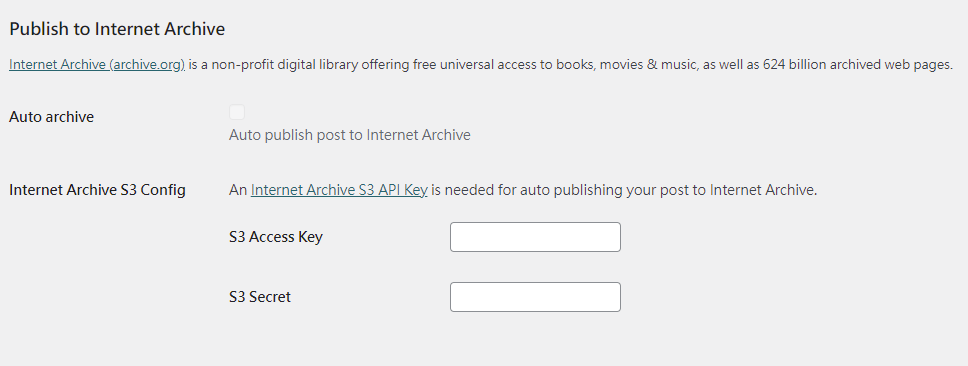 Publish to Internet Archive
Internet Archive (archive.org) is a non-profit digital library offering free universal access to books, movies & music, as well as 624 billion archived web pages.
Auto archive
Auto publish post to Internet Archive
Internet Archive S3 Config
An Internet Archive S3 API Key is needed for auto publishing your post to Internet Archive.
S3 Access Key
S3 Secret